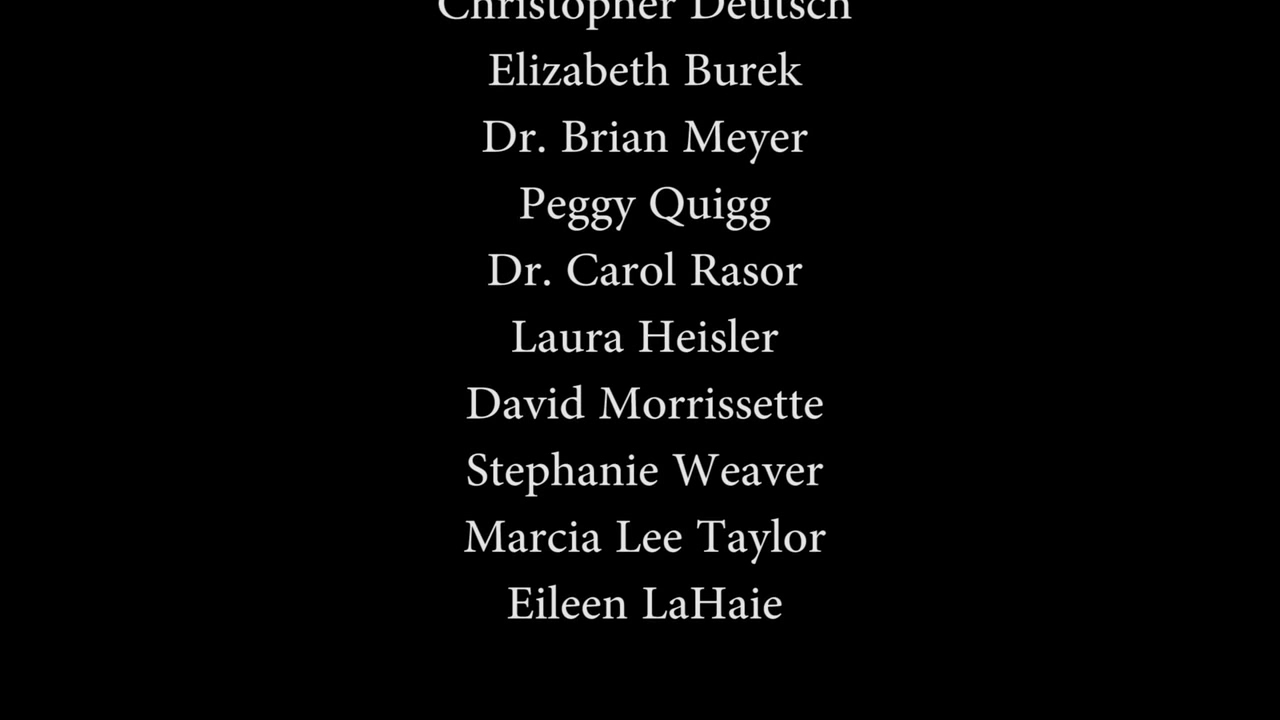 Christopher Deutsch
Elizabeth Burek
Dr. Brian Meyer
Peggy Quigg
Dr. Carol Rasor
Laura Heisler
David Morrissette
Stephanie Weaver
Marcia Lee Taylor
Eileen LaHaie